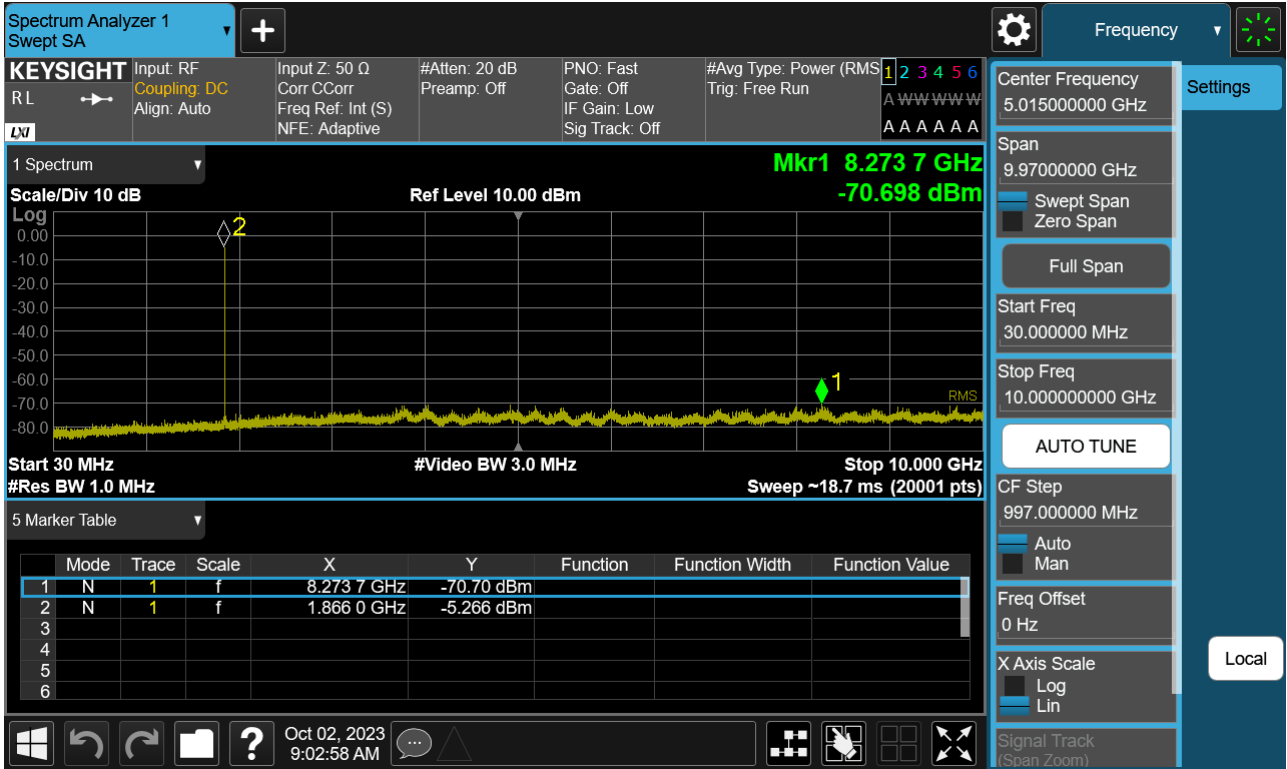 Spectrum Analyzer 1
Swept SA
Frequency
KEYSIGHT
R L
LXI
Input: RF
Coupling: DC
Align: Auto
Input Z: 50 Ω
Corr CCorr
Freq Ref: Int (S)
NFE: Adaptive
#Atten: 20 dB
Preamp: Off
PNO: Fast
Gate: Off
IF Gain: Low
Sig Track: Off
#Avg Type: Power (RMS
Trig: Free Run
1 2 3 4 5 6
A W W W W W
A A A A A A
1 Spectrum
Mkr1 8.273 7 GHz
-70.698 dBm
Scale/Div 10 dB
Ref Level 10.00 dBm
Log
0.00
-10.0
-20.0
-30.0
-40.0
-50.0
-60.0
-70.0
-80.0
2
1
RMS
Start 30 MHz
#Video BW 3.0 MHz
Stop 10.000 GHz
#Res BW 1.0 MHz
Sweep ~18.7 ms (20001 pts)
5 Marker Table
Mode Trace Scale X Y Function Function Width Function Value
1 N 1 f 8.273 7 GHz -70.70 dBm
2 N 1 f 1.866 0 GHz -5.266 dBm
3
4
5
6
?
Oct 02, 2023
9:02:58 AM
Center Frequency
5.015000000 GHz
Span
9.97000000 GHz
Swept Span
Zero Span
Full Span
Start Freq
30.000000 MHz
Stop Freq
10.000000000 GHz
AUTO TUNE
CF Step
997.000000 MHz
Auto
Man
Freq Offset
0 Hz
X Axis Scale
Log
Lin
Signal Track
(Span Zoom)
Settings
Local